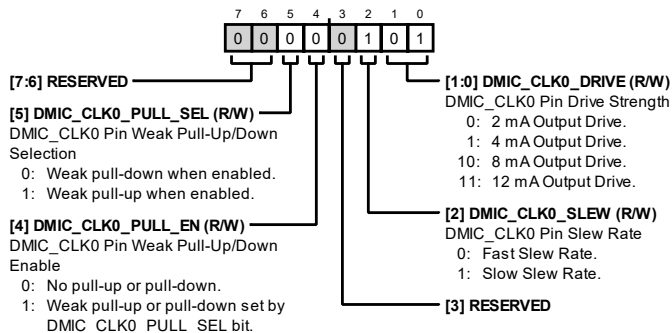 7 6 5 4 3 2 1 0
0 0 0 0 0 1 0 1
[7:6] RESERVED
[5] DMIC_CLK0_PULL_SEL (R/W)
DMIC_CLK0 Pin Weak Pull-Up/Down
Selection
0: Weak pull-down when enabled.
1: Weak pull-up when enabled.
[4] DMIC_CLK0_PULL_EN (R/W)
DMIC_CLK0 Pin Weak Pull-Up/Down
Enable
0: No pull-up or pull-down.
1: Weak pull-up or pull-down set by
DMIC_CLK0_PULL_SEL bit.
[1:0] DMIC_CLK0_DRIVE (R/W)
DMIC_CLK0 Pin Drive Strength
0: 2 mA Output Drive.
1: 4 mA Output Drive.
10: 8 mA Output Drive.
11: 12 mA Output Drive.
[2] DMIC_CLK0_SLEW (R/W)
DMIC_CLK0 Pin Slew Rate
0: Fast Slew Rate.
1: Slow Slew Rate.
[3] RESERVED